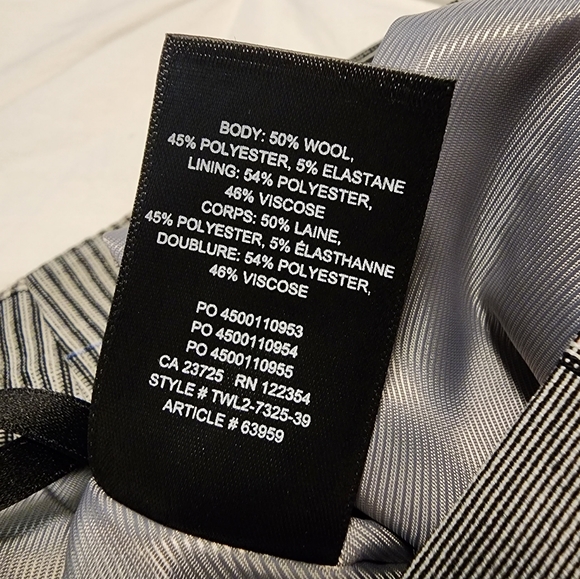 BODY: 50% WOOL,
45% POLYESTER, 5% ELASTANE
LINING: 54% POLYESTER,
46% VISCOSE
CORPS: 50% LAINE,
45% POLYESTER, 5% ÉLASTHANNE
DOUBLURE: 54% POLYESTER,
46% VISCOSE
PO 4500110953
PO 4500110954
PO 4500110955
CA 23725 RN 122354
STYLE # TWL2-7325-39
ARTICLE # 63959